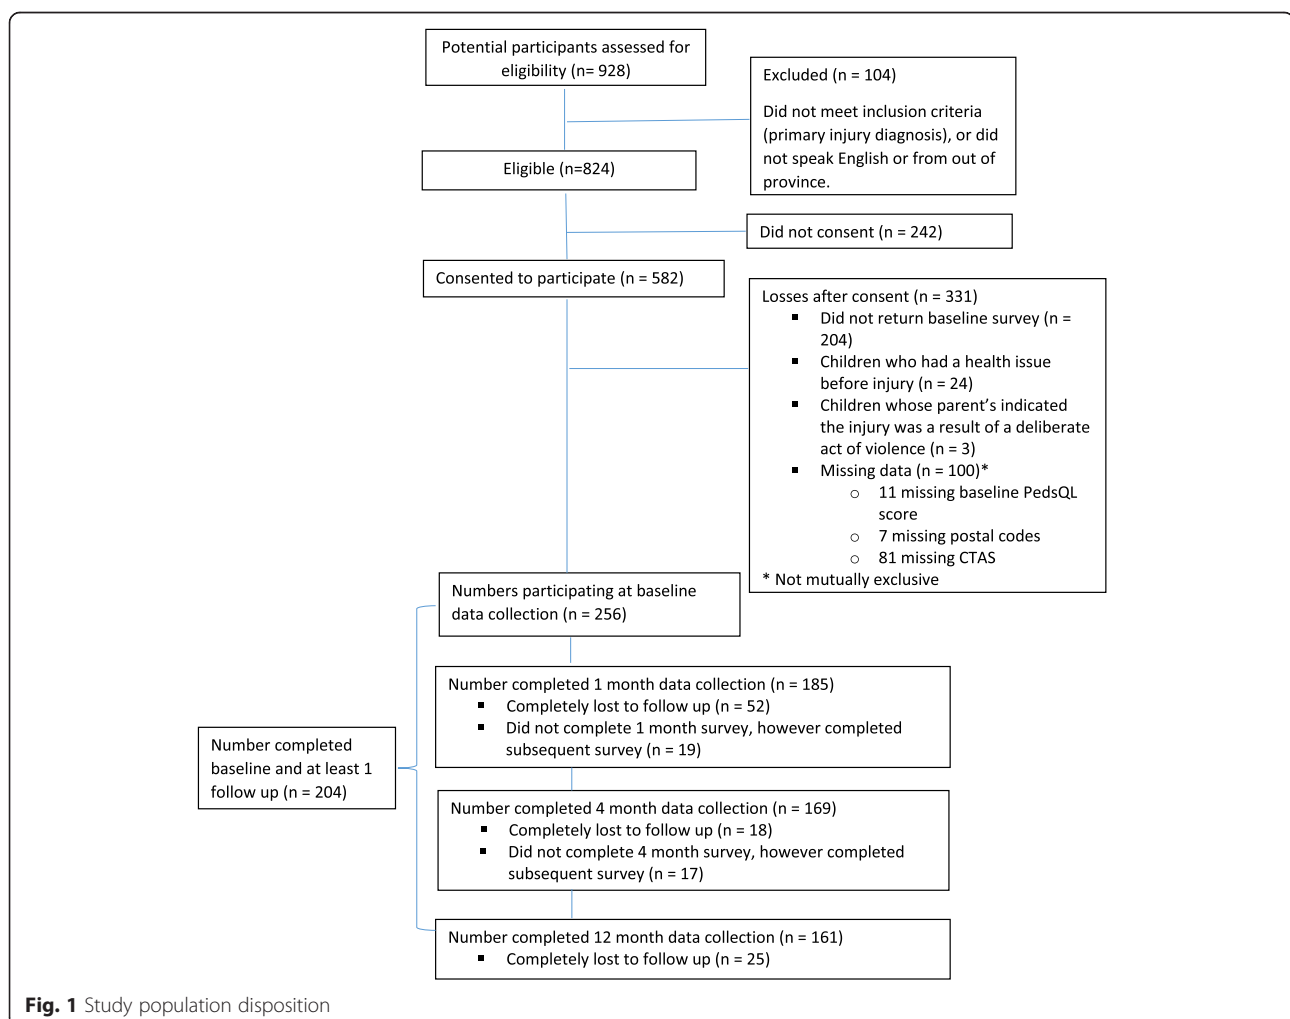 Potential participants assessed for
eligibility (n= 928)
Excluded (n = 104)
Did not meet inclusion criteria
(primary injury diagnosis), or did
not speak English or from out of
province.
Eligible (n=824)
Did not consent (n = 242)
Consented to participate (n = 582)
Losses after consent (n = 331)
▪ Did not return baseline survey (n =
204)
▪ Children who had a health issue
before injury (n = 24)
▪ Children whose parent’s indicated
the injury was a result of a deliberate
act of violence (n = 3)
▪ Missing data (n = 100)*
o 11 missing baseline PedsQL
score
o 7 missing postal codes
o 81 missing CTAS
* Not mutually exclusive
Numbers participating at baseline
data collection (n = 256)
Number completed 1 month data collection (n = 185)
▪ Completely lost to follow up (n = 52)
▪ Did not complete 1 month survey, however completed
subsequent survey (n = 19)
Number completed
baseline and at least 1
follow up (n = 204)
Number completed 4 month data collection (n = 169)
▪ Completely lost to follow up (n = 18)
▪ Did not complete 4 month survey, however completed
subsequent survey (n = 17)
Number completed 12 month data collection (n = 161)
▪ Completely lost to follow up (n = 25)
Fig. 1 Study population disposition